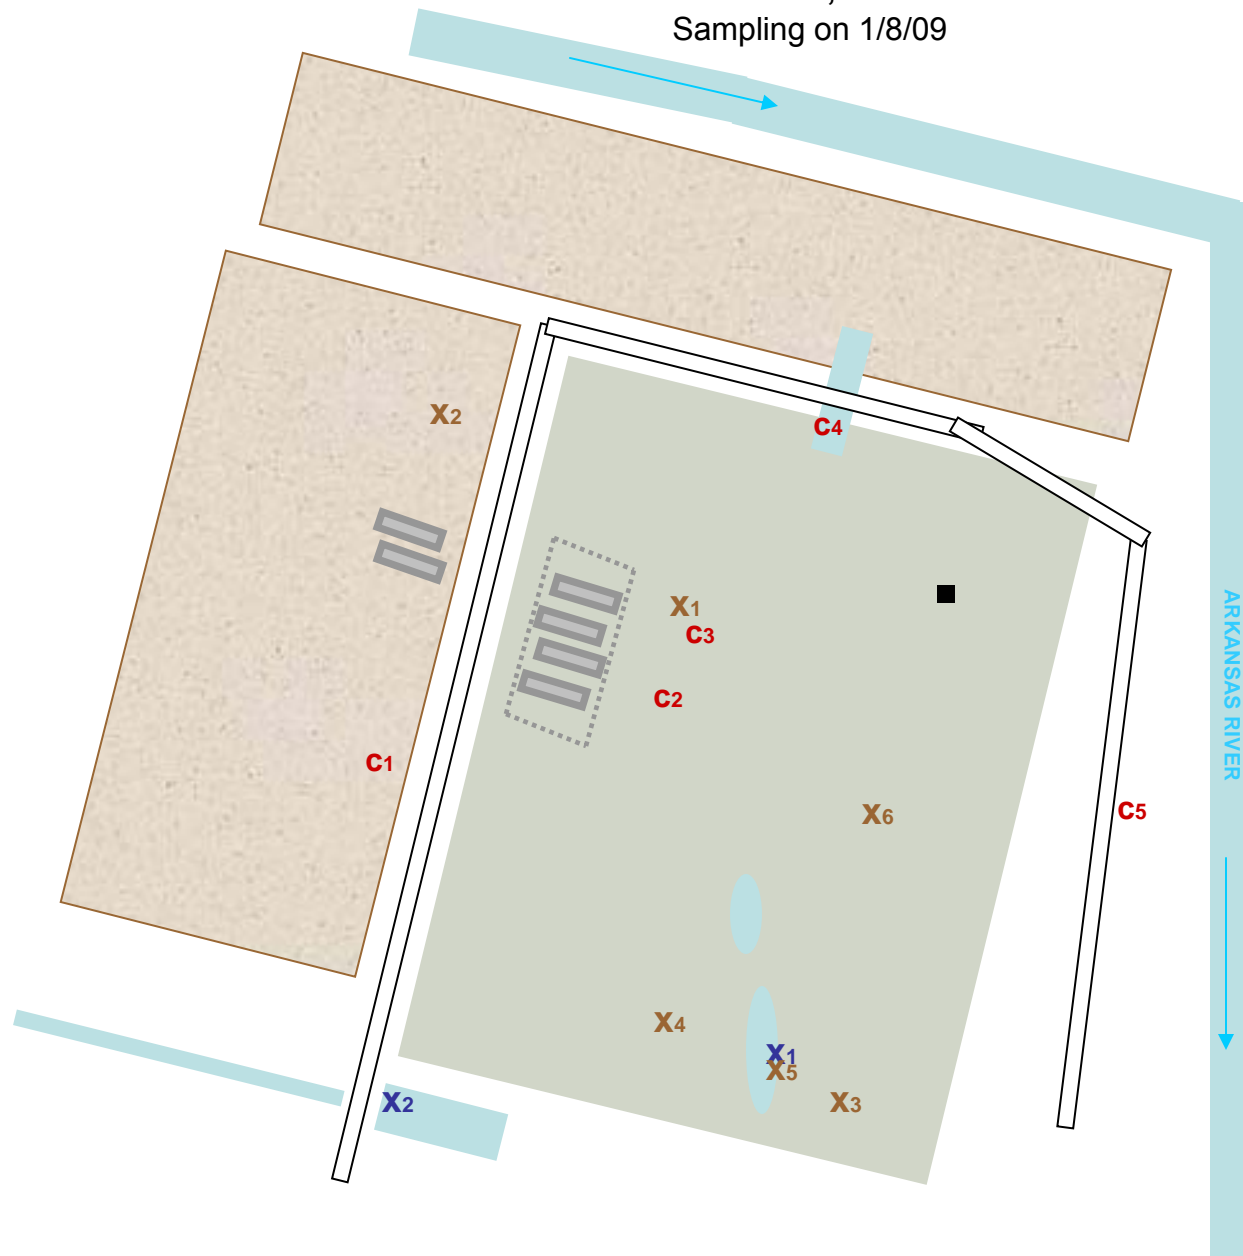 Sampling on 1/8/09
X2
C4
X1
C3
C2
C1
X6
C5
ARKANSAS RIVER
X4
X1
X5
X2
X3